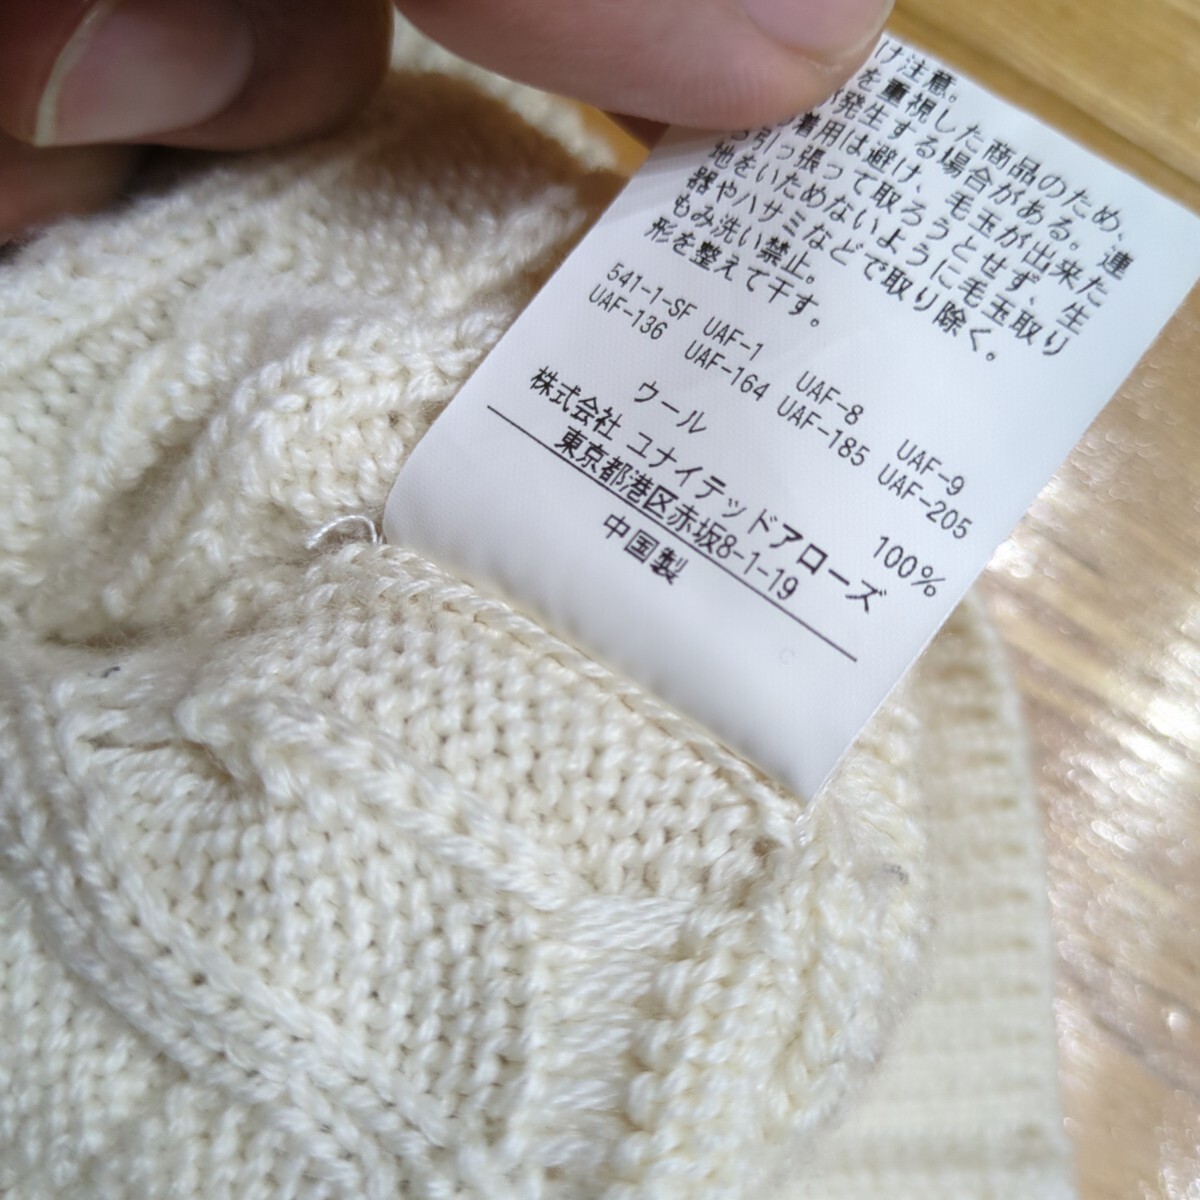 け注意。
を重視した商品のため、
が発生する場合がある。連
着用は避け、毛玉が出来た
ら引っ張って取ろうとせず、生
地をいためないように毛玉取り
器やハサミなどで取り除く。
もみ洗い禁止。
形を整えて干す。
541-1-SF UAF-1 UAF-8 UAF-9
UAF-136 UAF-164 UAF-185 UAF-205
ウール 100%
株式会社 ユナイテッドアローズ
東京都港区赤坂8-1-19
中国製
C